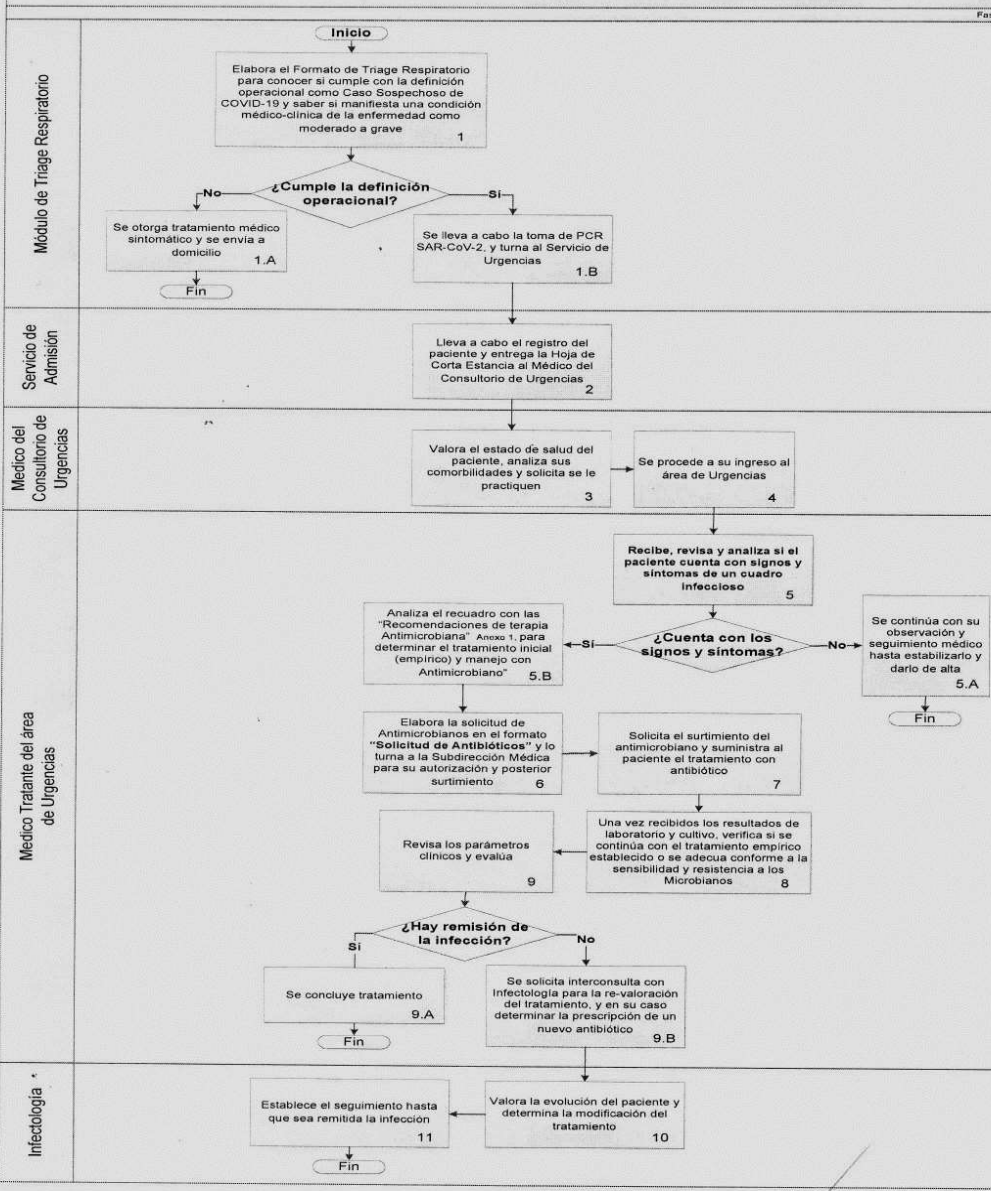 Fas
Módulo de Triage Respiratorio
Inicio
Elabora el Formato de Triage Respiratorio
para conocer si cumple con la definición
operacional como Caso Sospechoso de
COVID-19 y saber si manifiesta una condición
médico-clínica de la enfermedad como
moderado a grave
1
¿Cumple la definición
operacional?
No
Sí
Se otorga tratamiento médico
sintomático y se envía a
domicilio
1.A
Fin
Se lleva a cabo la toma de PCR
SAR-CoV-2, y turna al Servicio de
Urgencias
1.B
Servicio de
Admisión
Lleva a cabo el registro del
paciente y entrega la Hoja de
Corta Estancia al Médico del
Consultorio de Urgencias
2
Medico del
Consultorio de
Urgencias
Valora el estado de salud del
paciente, analiza sus
comorbilidades y solicita se le
practiquen
3
Se procede a su ingreso al
área de Urgencias
4
Medico Tratante del área
de Urgencias
Recibe, revisa y analiza si el
paciente cuenta con signos y
síntomas de un cuadro
infeccioso
5
¿Cuenta con los
signos y síntomas?
Sí
No
Se continúa con su
observación y
seguimiento médico
hasta estabilizarlo y
darlo de alta
5.A
Fin
Analiza el recuadro con las
"Recomendaciones de terapia
Antimicrobiana" Anexo 1, para
determinar el tratamiento inicial
(empírico) y manejo con
Antimicrobiano"
5.B
Elabora la solicitud de
Antimicrobianos en el formato
"Solicitud de Antibióticos" y lo
turna a la Subdirección Médica
para su autorización y posterior
surtimiento
6
Solicita el surtimiento del
antimicrobiano y suministra al
paciente el tratamiento con
antibiótico
7
Una vez recibidos los resultados de
laboratorio y cultivo, verifica si se
continúa con el tratamiento empírico
establecido o se adecua conforme a la
sensibilidad y resistencia a los
Microbianos
8
Revisa los parámetros
clínicos y evalúa
9
¿Hay remisión de
la infección?
Sí
No
Se concluye tratamiento
9.A
Fin
Se solicita interconsulta con
Infectología para la re-valoración
del tratamiento, y en su caso
determinar la prescripción de un
nuevo antibiótico
9.B
Infectología
Valora la evolución del paciente y
determina la modificación del
tratamiento
10
Establece el seguimiento hasta
que sea remitida la infección
11
Fin